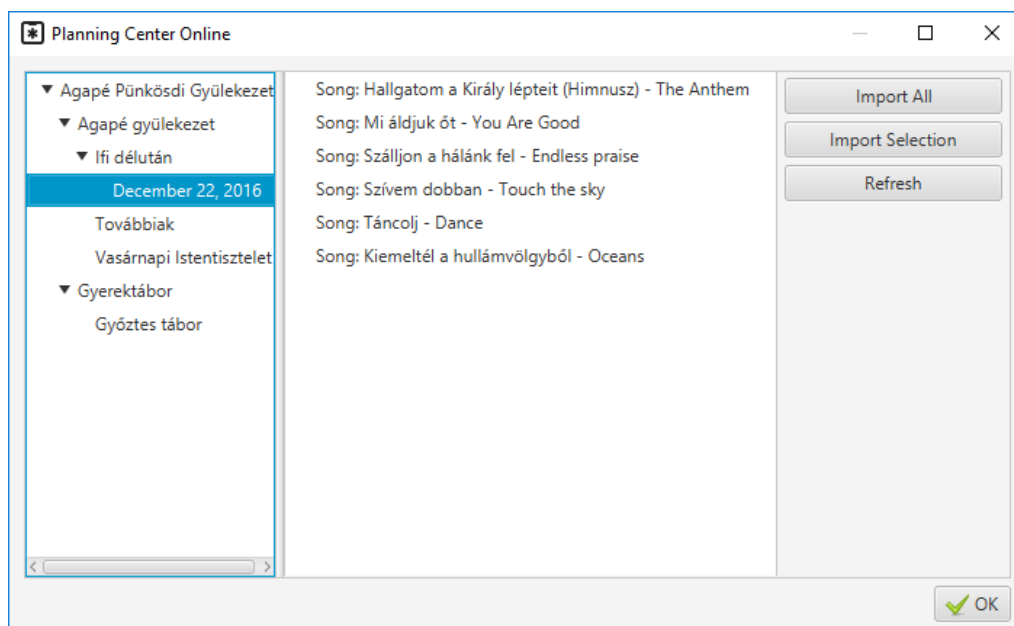 Planning Center Online
Agapé Pünkösdi Gyülekezet
Agapé gyülekezet
Ifi délután
December 22, 2016
Továbbiak
Vasárnapi Istentisztelet
Gyerektábor
Győztes tábor
Song: Hallgatom a Király lépteit (Himnusz) - The Anthem
Song: Mi áldjuk őt - You Are Good
Song: Szálljon a hálánk fel - Endless praise
Song: Szívem dobban - Touch the sky
Song: Táncolj - Dance
Song: Kiemeltél a hullámvölgyből - Oceans
Import All
Import Selection
Refresh
OK